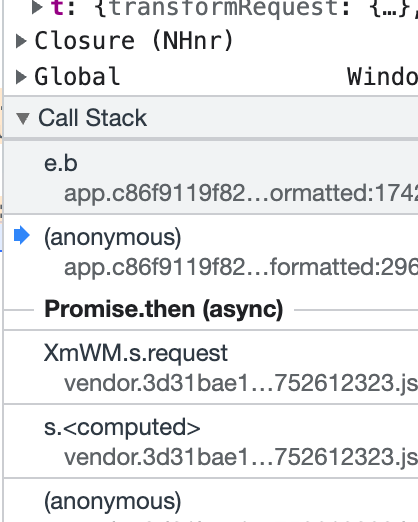 t: {transformRequest: {…},
Closure (NHnr)
Global Windo
Call Stack
e.b
app.c86f9119f82…ormatted:1742
(anonymous)
app.c86f9119f82…formatted:296
Promise.then (async)
XmWM.s.request
vendor.3d31bae1…752612323.js
s.<computed>
vendor.3d31bae1…752612323.js
(anonymous)